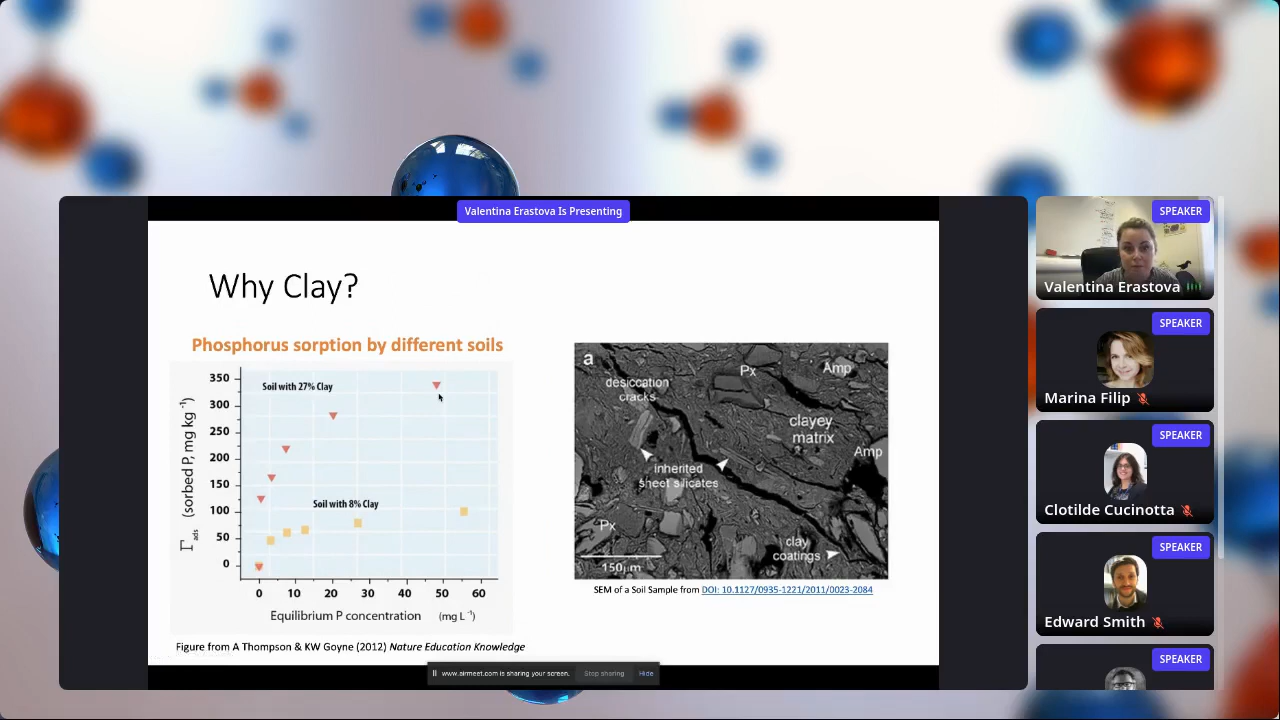 Valentina Erastova Is Presenting
Why Clay?
Phosphorus sorption by different soils
350
300
250
200
150
100
50
0
Γads (sorbed P, mg kg -1)
Soil with 27% Clay
Soil with 8% Clay
0 10 20 30 40 50 60
Equilibrium P concentration (mg L -1)
Figure from A Thompson & KW Goyne (2012) Nature Education Knowledge
a
desiccation
cracks
Px
Amp
clayey
matrix
Amp
inherited
sheet silicates
Px
clay
coatings
150μm
SEM of a Soil Sample from DOI: 10.1127/0935-1221/2011/0023-2084
www.airmeet.com is sharing your screen. Stop sharing Hide
SPEAKER
Valentina Erastova
SPEAKER
Marina Filip
SPEAKER
Clotilde Cucinotta
SPEAKER
Edward Smith
SPEAKER